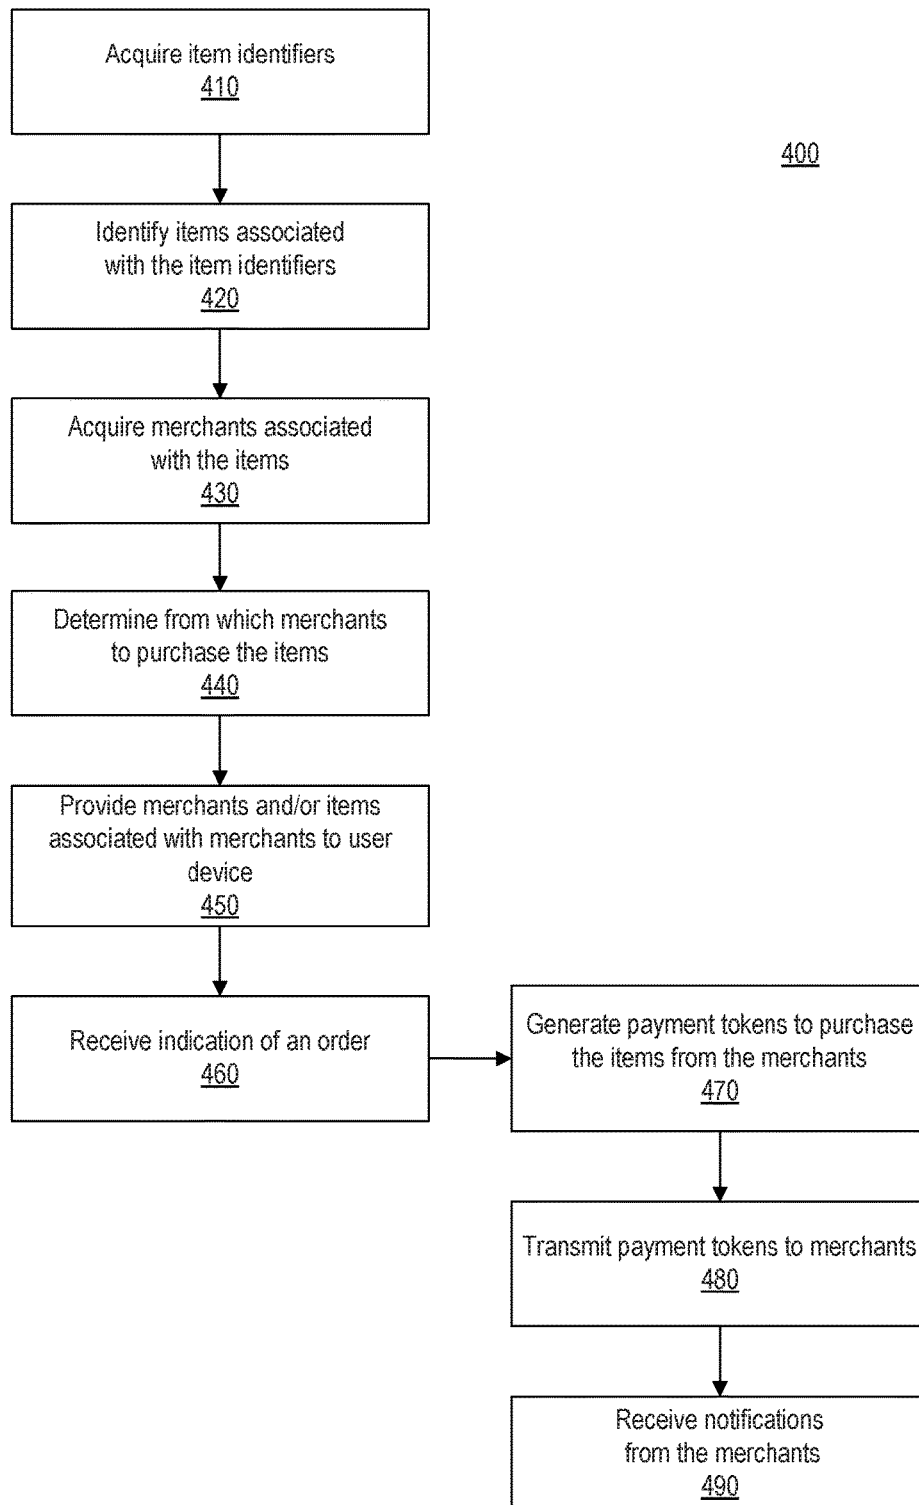 Acquire item identifiers
410
400
Identify items associated
with the item identifiers
420
Acquire merchants associated
with the items
430
Determine from which merchants
to purchase the items
440
Provide merchants and/or items
associated with merchants to user
device
450
Receive indication of an order
460
Generate payment tokens to purchase
the items from the merchants
470
Transmit payment tokens to merchants
480
Receive notifications
from the merchants
490